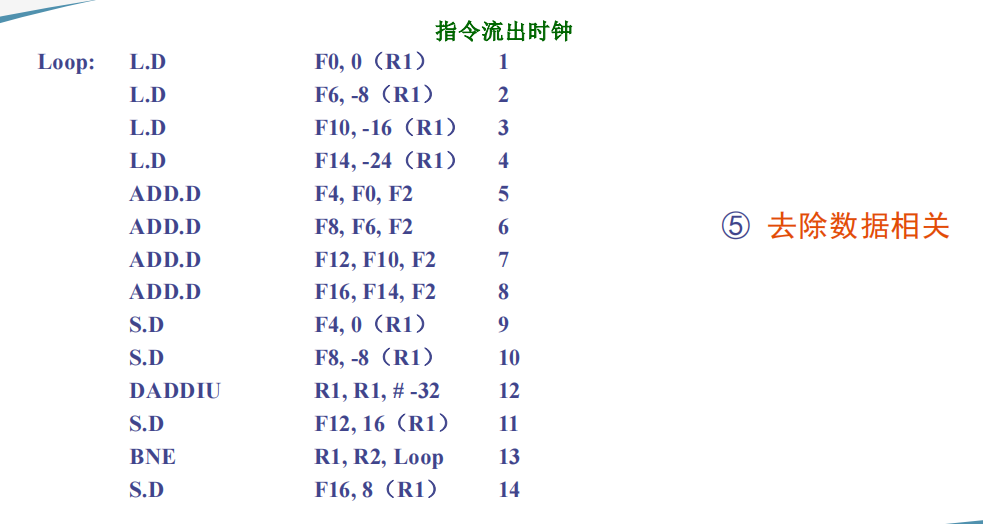 指令流出时钟
Loop: L.D F0, 0（R1） 1
L.D F6, -8（R1） 2
L.D F10, -16（R1） 3
L.D F14, -24（R1） 4
ADD.D F4, F0, F2 5
ADD.D F8, F6, F2 6
ADD.D F12, F10, F2 7
ADD.D F16, F14, F2 8
S.D F4, 0（R1） 9
S.D F8, -8（R1） 10
DADDIU R1, R1, # -32 12
S.D F12, 16（R1） 11
BNE R1, R2, Loop 13
S.D F16, 8（R1） 14
⑤ 去除数据相关